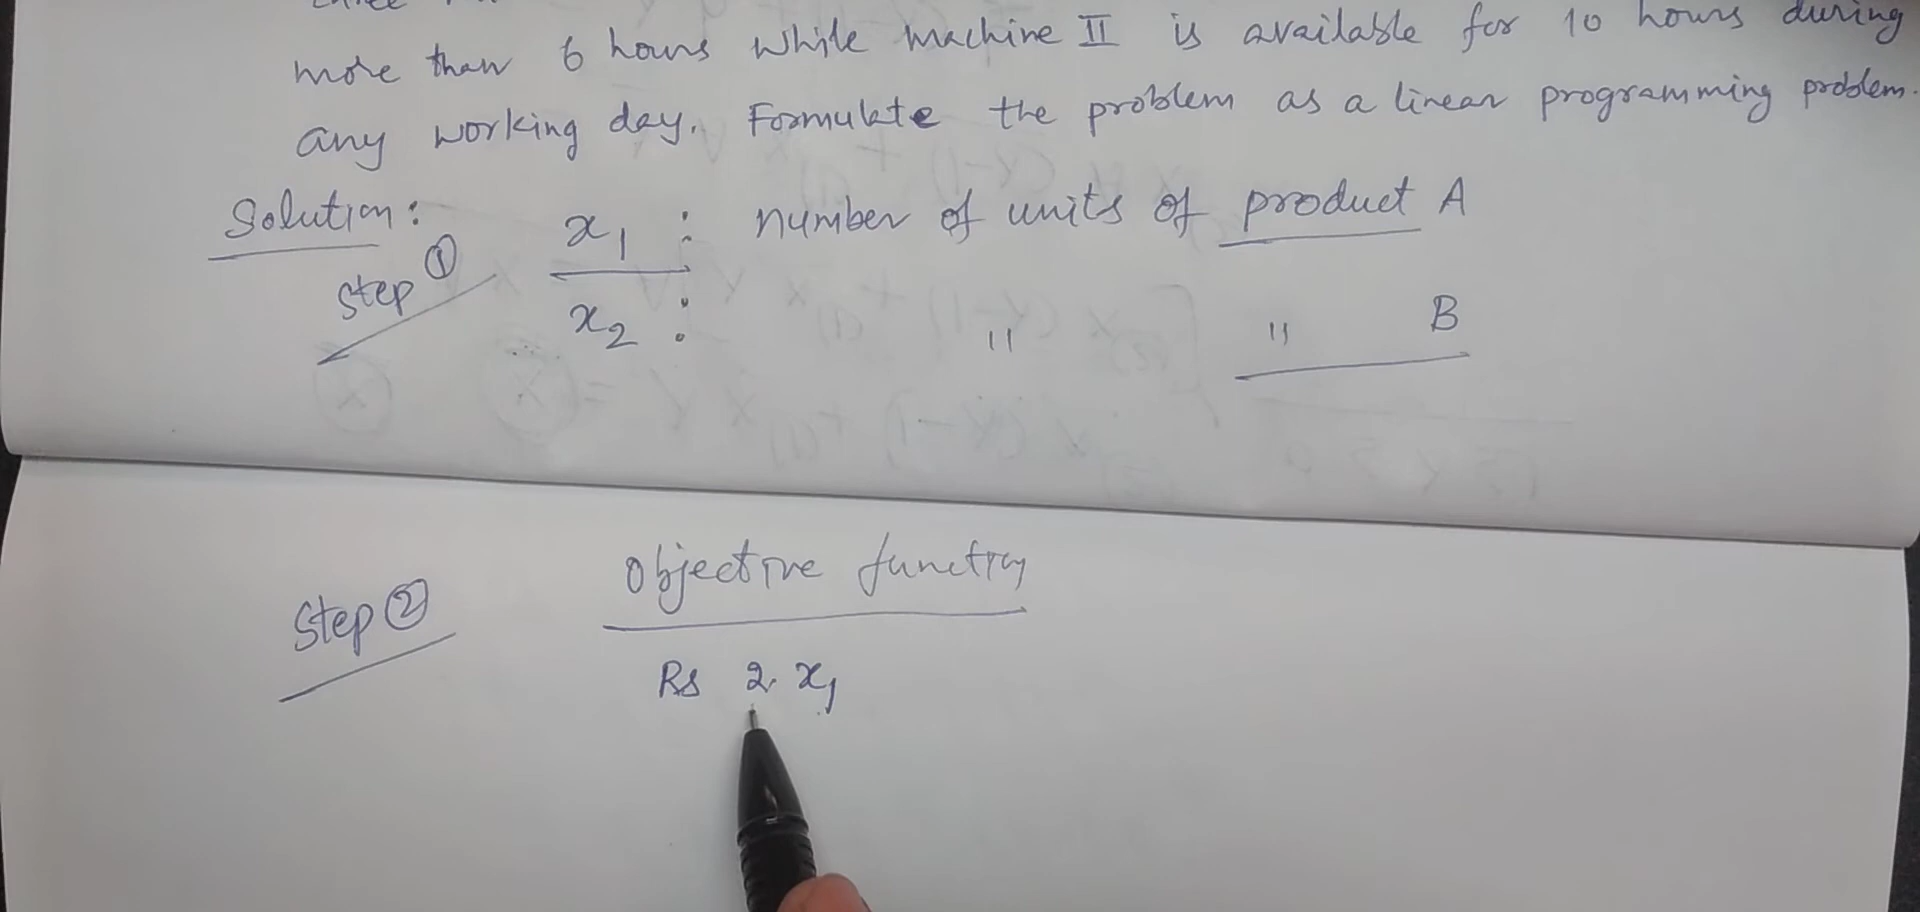 more than 6 hours while machine II is available for 10 hours during
any working day. Formulate the problem as a linear programming problem.
Solution:
Step ①
x₁ : number of units of product A
x₂ : " " B
Step ②
Objective function
Rs 2 x₁